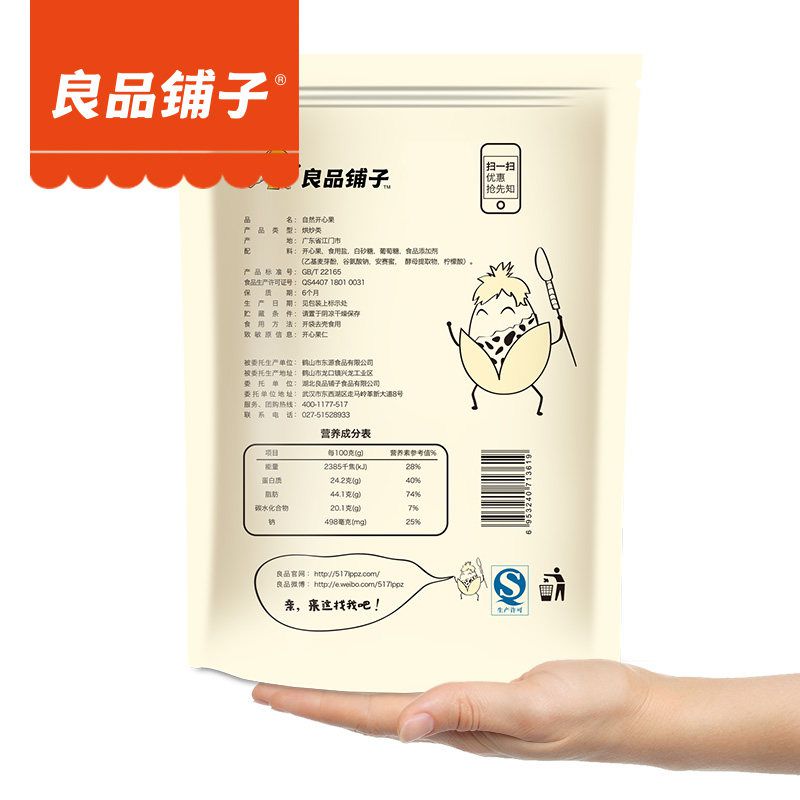 良品铺子®
良品铺子™
扫一扫
优惠
抢先知
品名：自然开心果
产品类型：烘炒类
产地：广东省江门市
配料：开心果、食用盐、白砂糖、葡萄糖、食品添加剂
（乙基麦芽酚、谷氨酸钠、安赛蜜、酵母提取物、柠檬酸）。
产品标准号：GB/T 22165
食品生产许可证号：QS4407 1801 0031
保质期：6个月
生产日期：见包装上标示处
贮藏条件：请置于阴凉干燥保存
食用方法：开袋去壳食用
致敏原信息：开心果仁
被委托生产单位：鹤山市东源食品有限公司
被委托生产地址：鹤山市龙口镇兴龙工业区
委托单位：湖北良品铺子食品有限公司
委托单位地址：武汉市东西湖区走马岭革新大道8号
服务、团购热线：400-1177-517
联系电话：027-51528933
营养成分表
项目 每100克(g) 营养素参考值%
能量 2385千焦(kJ) 28%
蛋白质 24.2克(g) 40%
脂肪 44.1克(g) 74%
碳水化合物 20.1克(g) 7%
钠 498毫克(mg) 25%
6 953240 713619
良品官网：http://517lppz.com/
良品微博：http://e.weibo.com/517lppz
亲，来这找我吧！
QS
生产许可